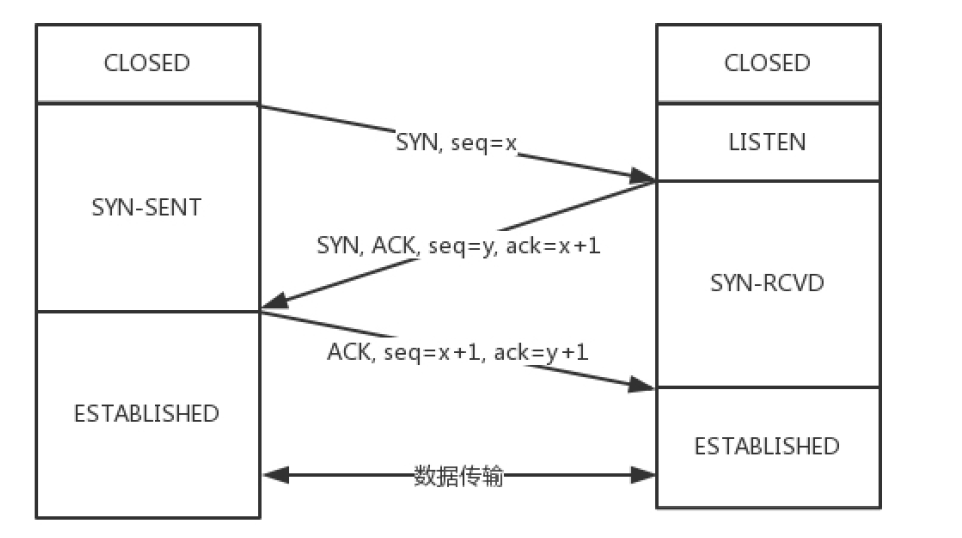 CLOSED
CLOSED
SYN, seq=x
LISTEN
SYN-SENT
SYN, ACK, seq=y, ack=x+1
SYN-RCVD
ACK, seq=x+1, ack=y+1
ESTABLISHED
ESTABLISHED
数据传输